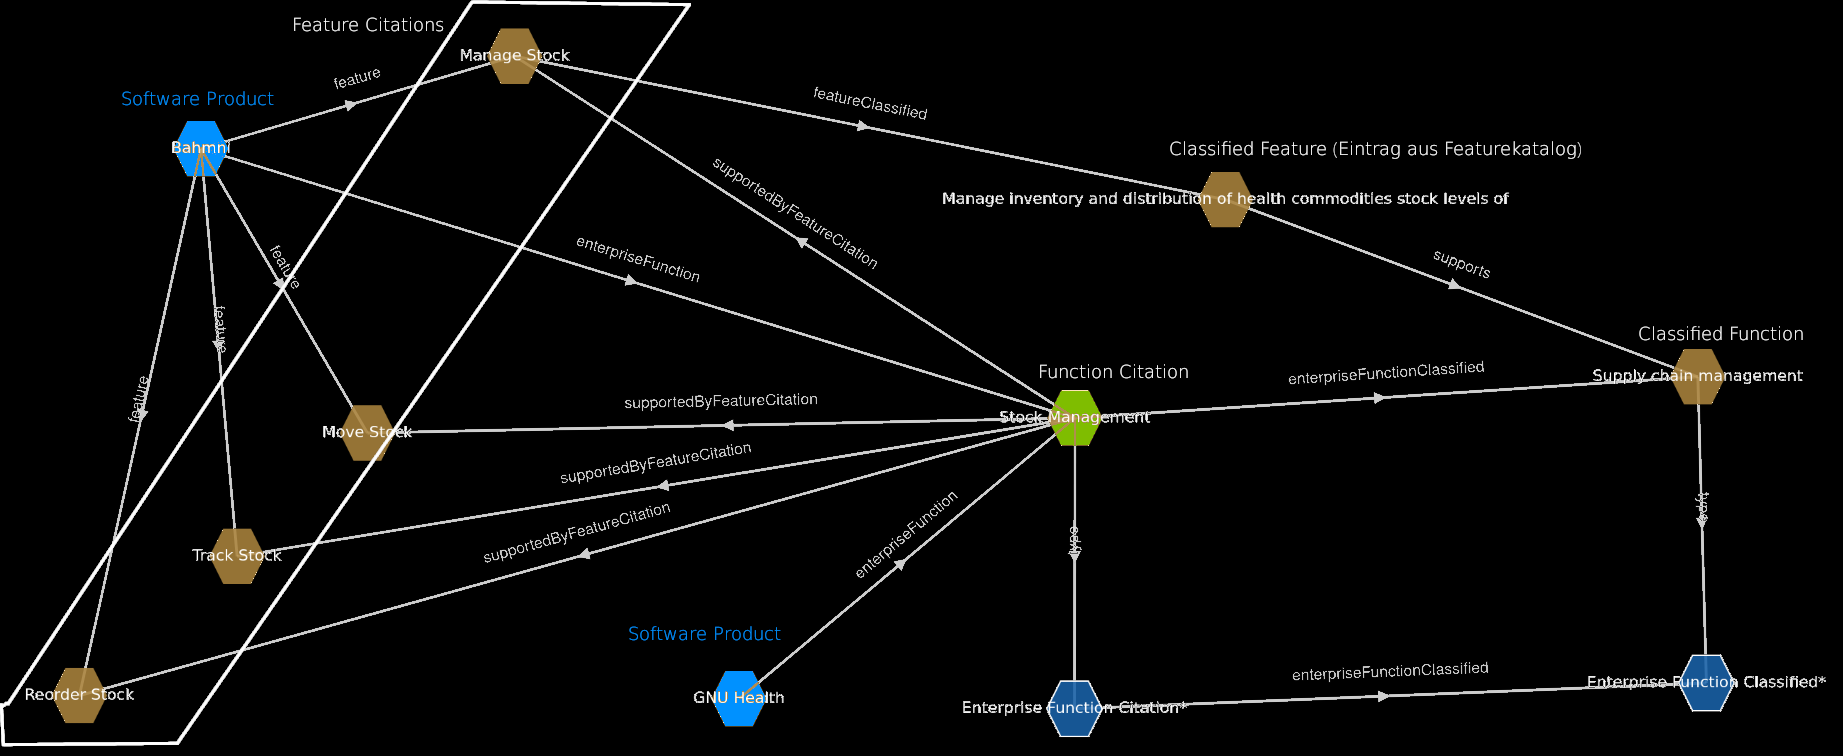 Feature Citations
Manage Stock
feature
Software Product
featureClassified
Bahmni
Classified Feature (Eintrag aus Featurekatalog)
supportedByFeatureCitation
Manage inventory and distribution of health commodities stock levels of
enterpriseFunction
feature
supports
feature
Classified Function
Function Citation
enterpriseFunctionClassified
Supply chain management
feature
supportedByFeatureCitation
Stock Management
Move Stock
supportedByFeatureCitation
supportedByFeatureCitation
enterpriseFunction
type
type
Track Stock
Software Product
enterpriseFunctionClassified
Enterprise Function Classified*
Reorder Stock
GNU Health
Enterprise Function Citation*